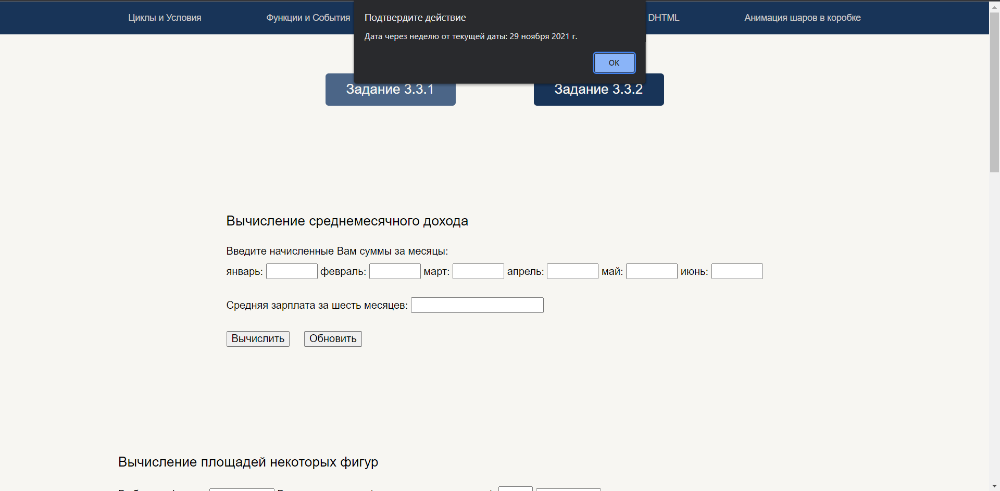 Циклы и Условия
Функции и События
DHTML
Анимация шаров в коробке
Подтвердите действие
Дата через неделю от текущей даты: 29 ноября 2021 г.
ОК
Задание 3.3.1
Задание 3.3.2
Вычисление среднемесячного дохода
Введите начисленные Вам суммы за месяцы:
январь: февраль: март: апрель: май: июнь:
Средняя зарплата за шесть месяцев:
Вычислить
Обновить
Вычисление площадей некоторых фигур